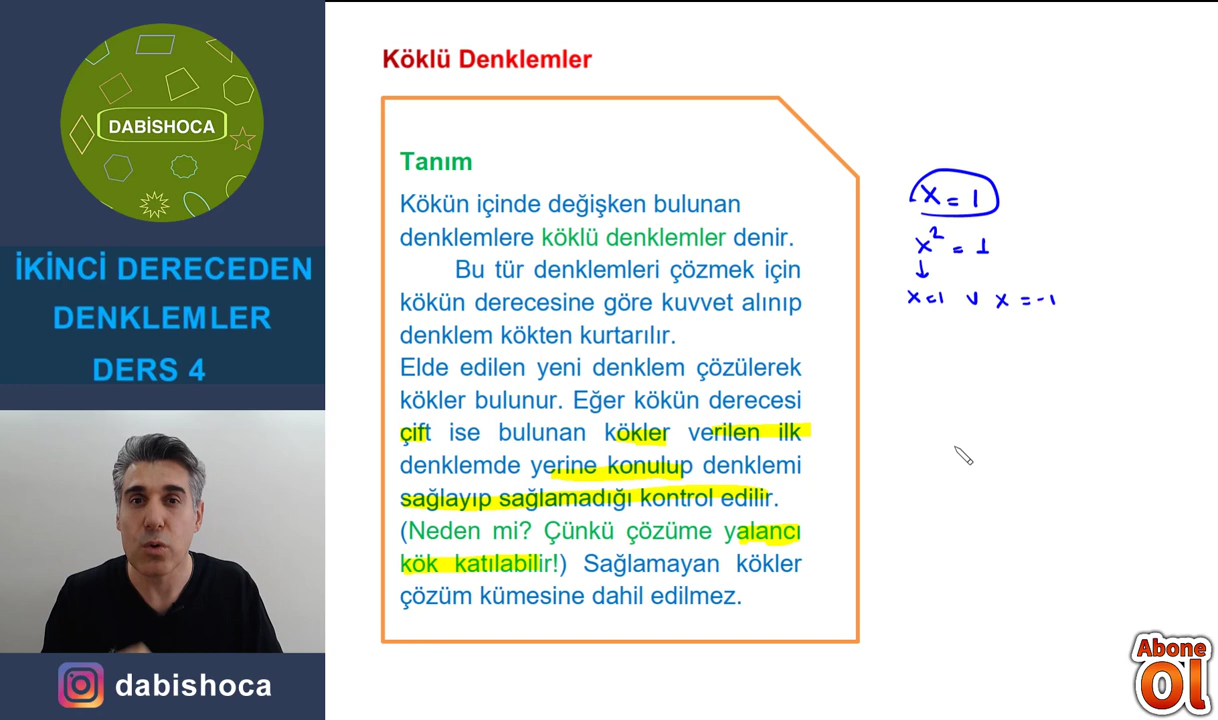 DABİSHOCA
İKİNCİ DERECEDEN
DENKLEMLER
DERS 4
dabishoca
Köklü Denklemler
Tanım
Kökün içinde değişken bulunan
denklemlere köklü denklemler denir.
Bu tür denklemleri çözmek için
kökün derecesine göre kuvvet alınıp
denklem kökten kurtarılır.
Elde edilen yeni denklem çözülerek
kökler bulunur. Eğer kökün derecesi
çift ise bulunan kökler verilen ilk
denklemde yerine konulup denklemi
sağlayıp sağlamadığı kontrol edilir.
(Neden mi? Çünkü çözüme yalancı
kök katılabilir!) Sağlamayan kökler
çözüm kümesine dahil edilmez.
x = 1
x² = 1
x=1 v x = -1
Abone
Ol